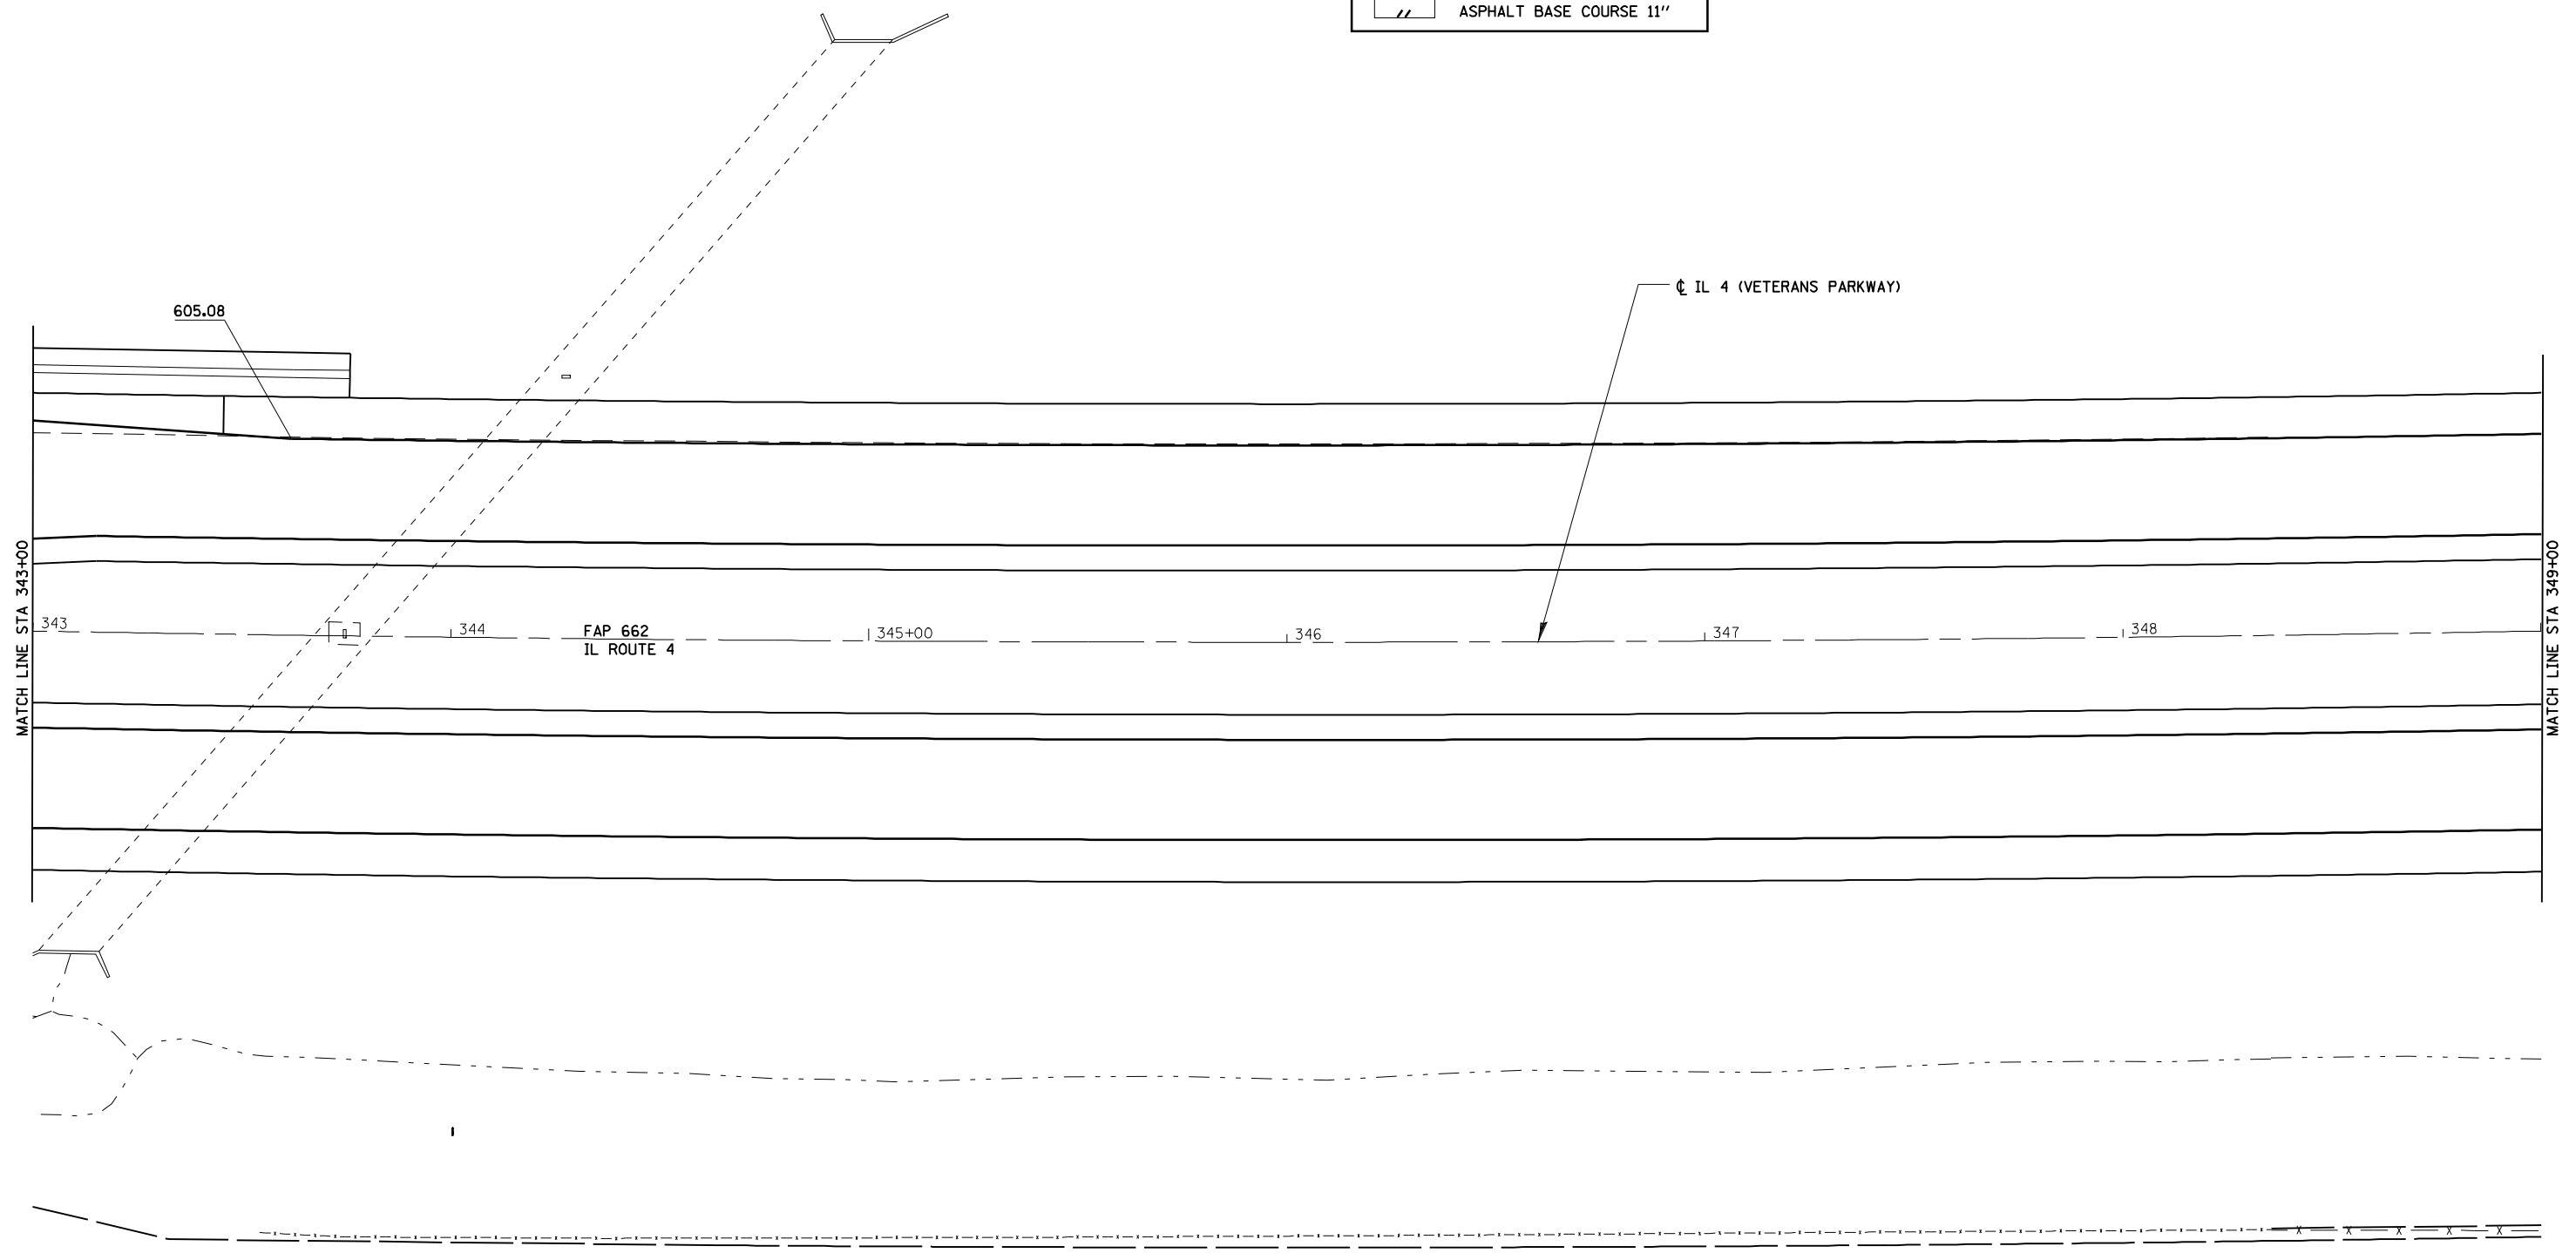 ASPHALT BASE COURSE 11"
℄ IL 4 (VETERANS PARKWAY)
605.08
MATCH LINE STA 343+00
343
344
FAP 662
IL ROUTE 4
345+00
346
347
348
MATCH LINE STA 349+00